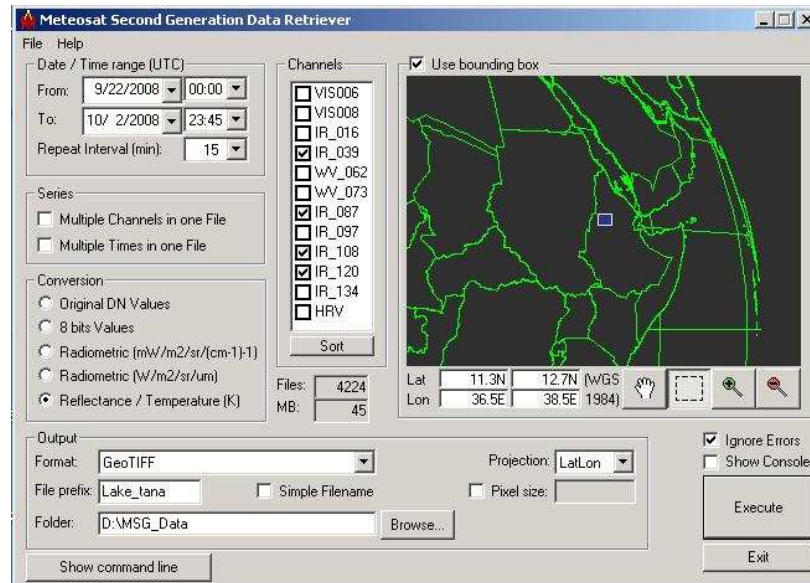 Meteosat Second Generation Data Retriever
File Help
Date / Time range (UTC)
From: 9/22/2008 00:00
To: 10/ 2/2008 23:45
Repeat Interval (min): 15
Series
Multiple Channels in one File
Multiple Times in one File
Conversion
Original DN Values
8 bits Values
Radiometric (mW/m2/sr/(cm-1)-1)
Radiometric (W/m2/sr/um)
Reflectance / Temperature (K)
Channels
VIS006
VIS008
IR_016
IR_039
WV_062
WV_073
IR_087
IR_097
IR_108
IR_120
IR_134
HRV
Sort
Files: 4224
MB: 45
Use bounding box
Lat 11.3N 12.7N (WGS
Lon 36.5E 38.5E 1984)
Output
Format: GeoTIFF Projection: LatLon
File prefix: Lake_tana Simple Filename Pixel size:
Folder: D:\MSG_Data Browse...
Ignore Errors
Show Console
Execute
Exit
Show command line